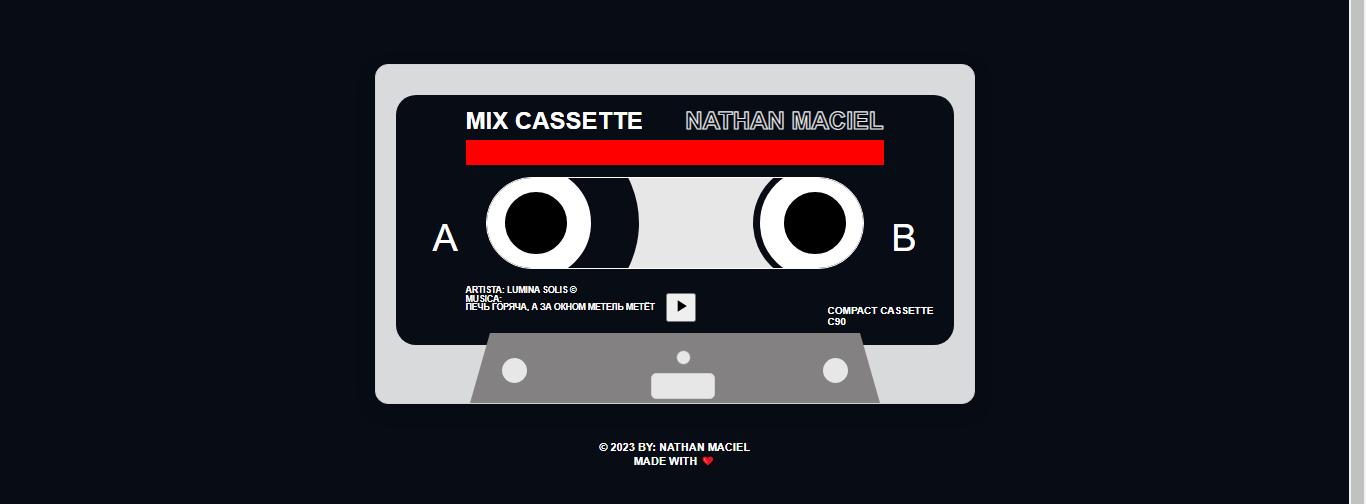 MIX CASSETTE NATHAN MACIEL
A B
ARTISTA: LUMINA SOLIS ©
MUSICA:
ПЕЧЬ ГОРЯЧА, А ЗА ОКНОМ МЕТЕЛЬ МЕТЁТ
COMPACT CASSETTE
C90
© 2023 BY: NATHAN MACIEL
MADE WITH ❤